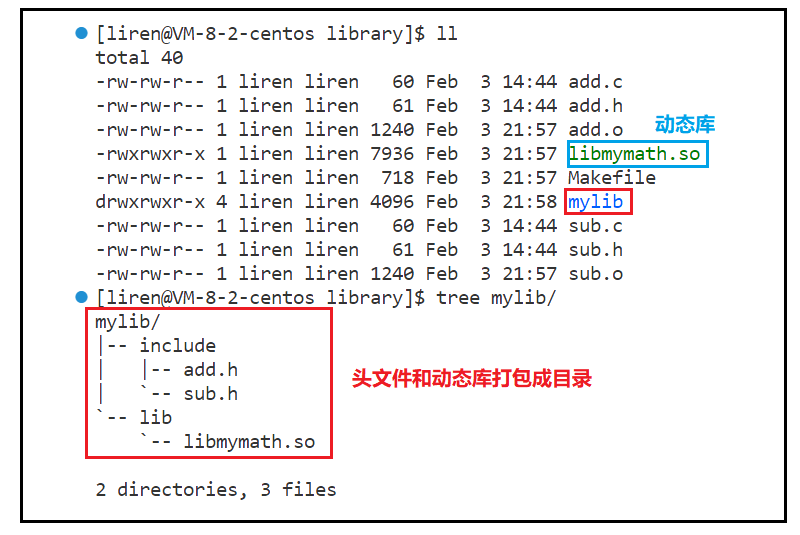 [liren@VM-8-2-centos library]$ ll
total 40
-rw-rw-r-- 1 liren liren   60 Feb  3 14:44 add.c
-rw-rw-r-- 1 liren liren   61 Feb  3 14:44 add.h
-rw-rw-r-- 1 liren liren 1240 Feb  3 21:57 add.o
动态库
-rwxrwxr-x 1 liren liren 7936 Feb  3 21:57 libmymath.so
-rw-rw-r-- 1 liren liren  718 Feb  3 21:57 Makefile
drwxrwxr-x 4 liren liren 4096 Feb  3 21:58 mylib
-rw-rw-r-- 1 liren liren   60 Feb  3 14:44 sub.c
-rw-rw-r-- 1 liren liren   61 Feb  3 14:44 sub.h
-rw-rw-r-- 1 liren liren 1240 Feb  3 21:57 sub.o
[liren@VM-8-2-centos library]$ tree mylib/
mylib/
|-- include
|   |-- add.h
|   `-- sub.h
`-- lib
    `-- libmymath.so
头文件和动态库打包成目录
2 directories, 3 files